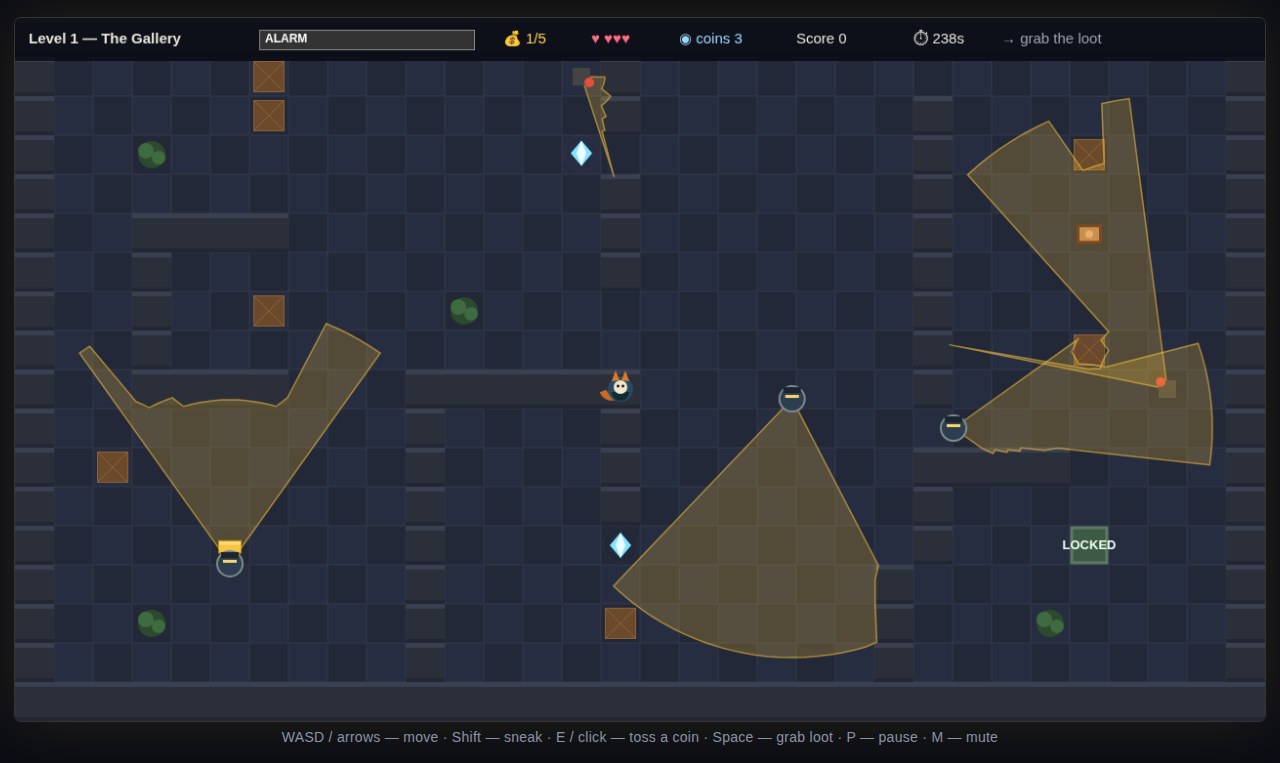 Level 1 — The Gallery ALARM 💰 1/5 ♥ ♥♥♥ ◉ coins 3 Score 0 ⏱ 238s → grab the loot
LOCKED
WASD / arrows — move · Shift — sneak · E / click — toss a coin · Space — grab loot · P — pause · M — mute